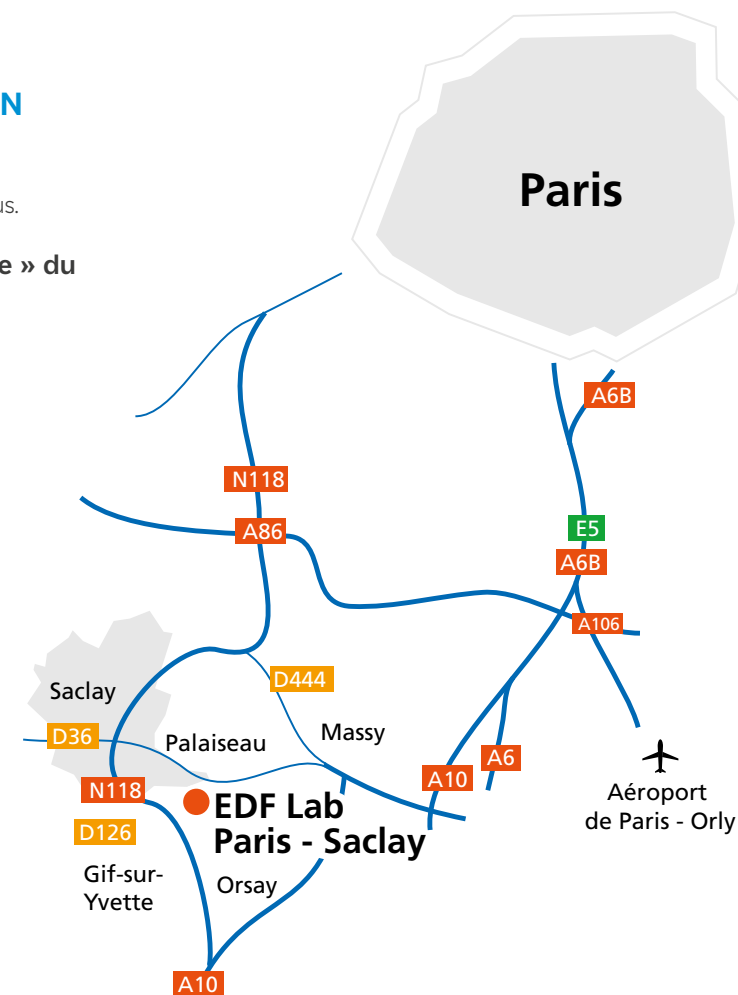 N
us.
e » du
Paris
A6B
N118
E5
A86
A6B
A106
D444
Saclay
D36
Palaiseau
Massy
A6
A10
N118
EDF Lab
Paris - Saclay
Aéroport
de Paris - Orly
D126
Gif-sur-
Yvette
Orsay
A10